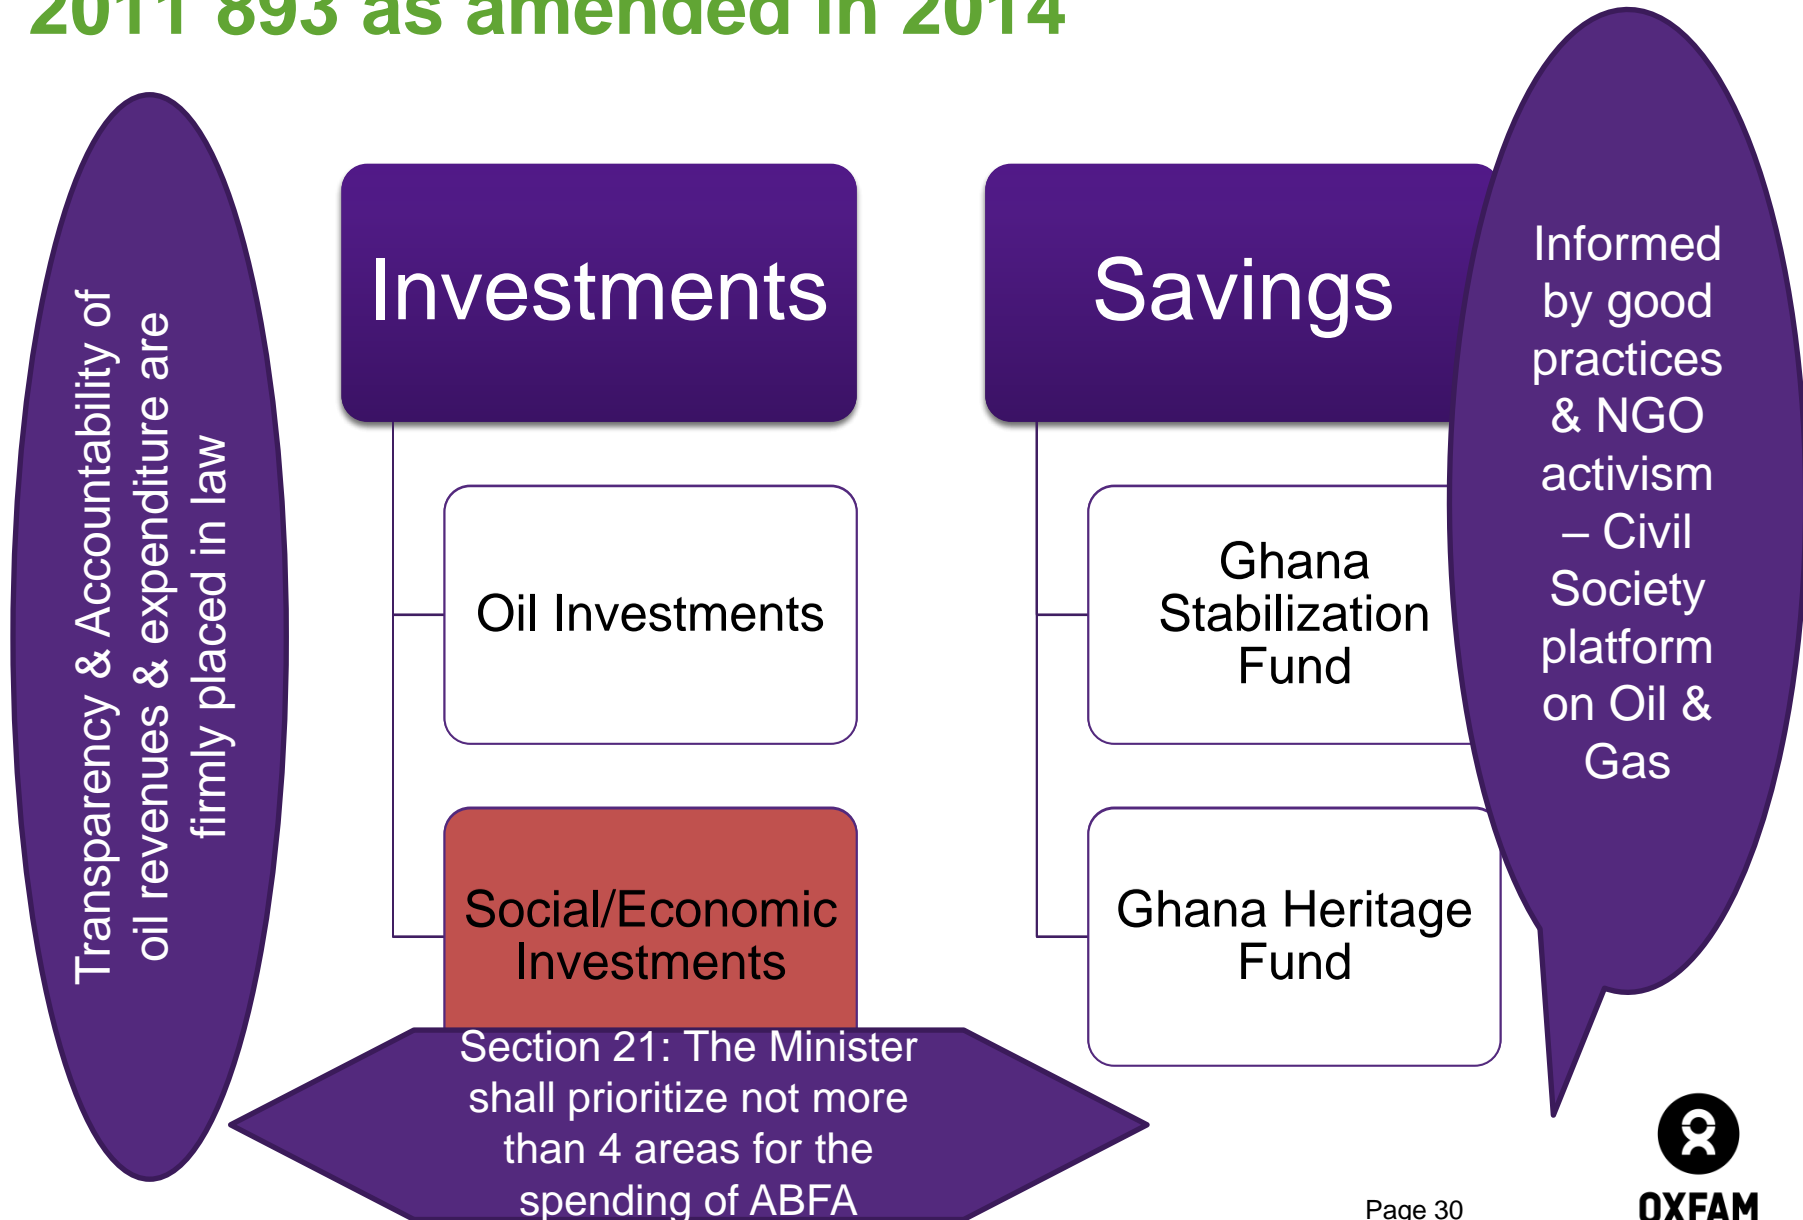 2011 893 as amended in 2014
Transparency & Accountability of
oil revenues & expenditure are
firmly placed in law
Investments
Oil Investments
Social/Economic
Investments
Section 21: The Minister
shall prioritize not more
than 4 areas for the
spending of ABFA
Savings
Ghana
Stabilization
Fund
Ghana Heritage
Fund
Informed
by good
practices
& NGO
activism
– Civil
Society
platform
on Oil &
Gas
Page 30
OXFAM